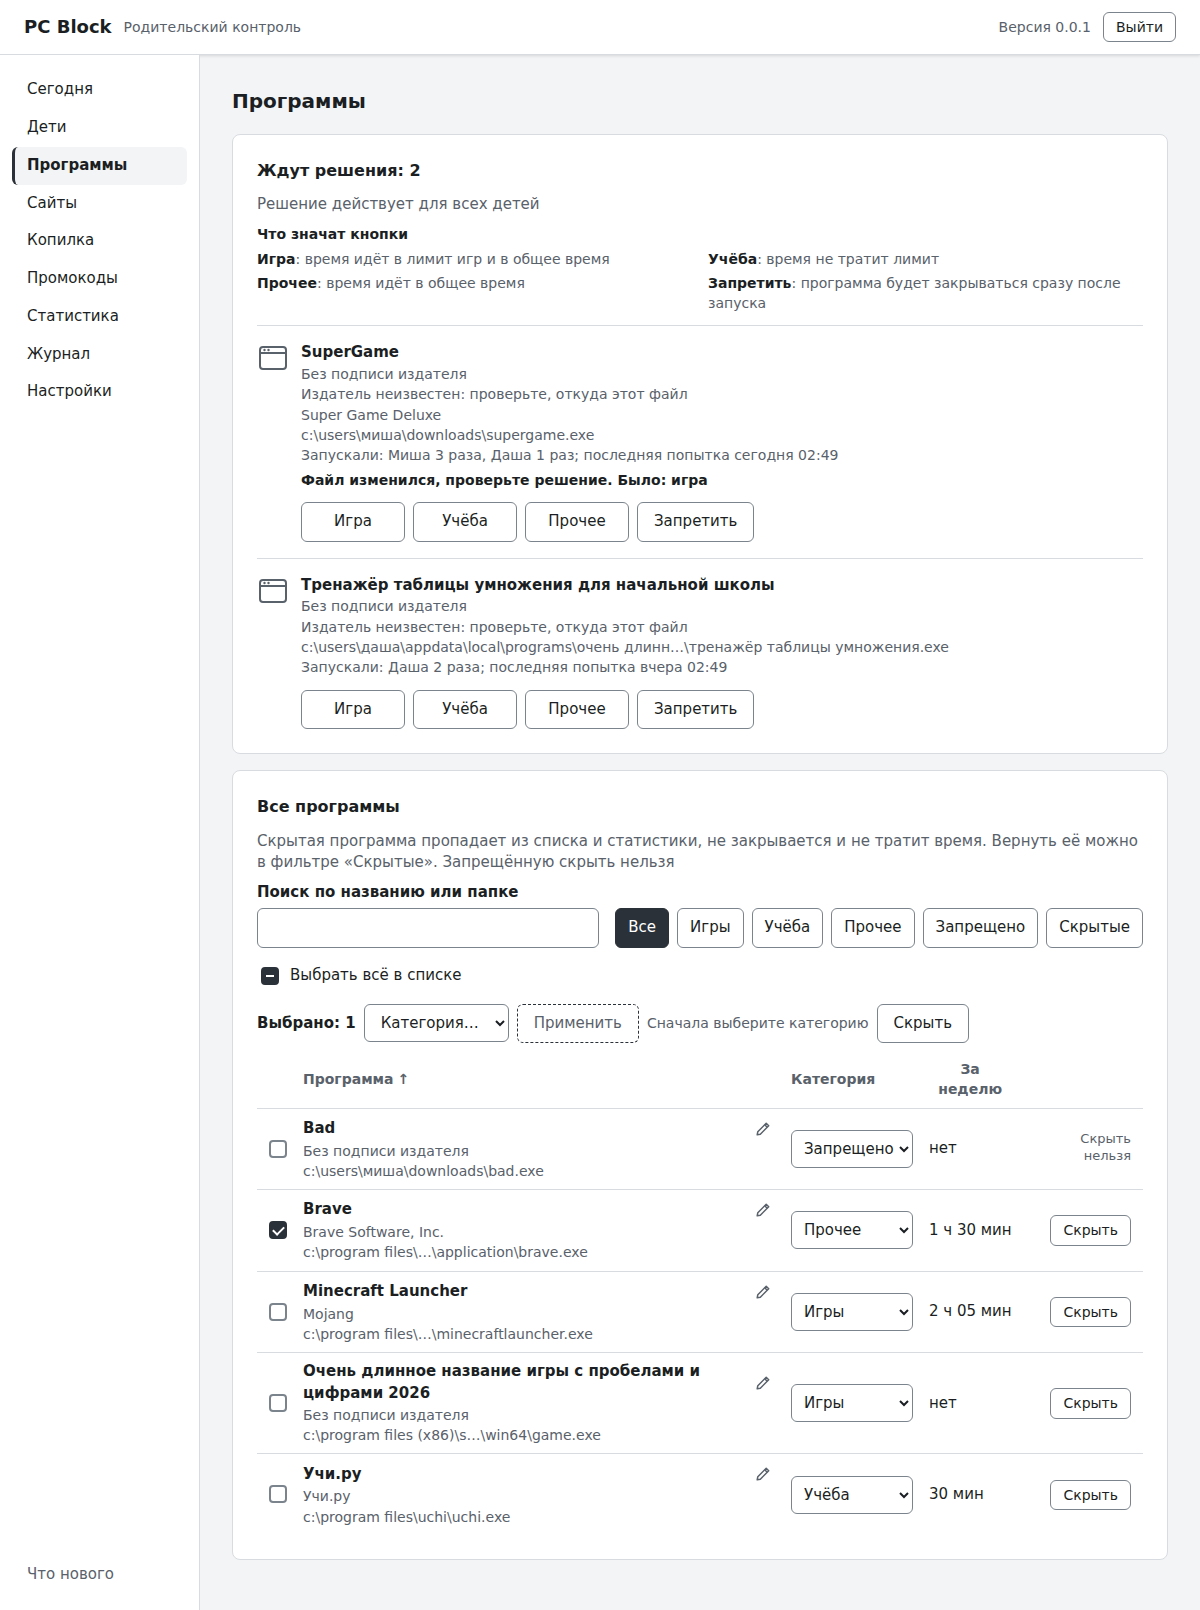 PC Block Родительский контроль Версия 0.0.1 Выйти
Сегодня
Дети
Программы
Сайты
Копилка
Промокоды
Статистика
Журнал
Настройки
Что нового
Программы
Ждут решения: 2
Решение действует для всех детей
Что значат кнопки
Игра: время идёт в лимит игр и в общее время
Учёба: время не тратит лимит
Прочее: время идёт в общее время
Запретить: программа будет закрываться сразу после
запуска
SuperGame
Без подписи издателя
Издатель неизвестен: проверьте, откуда этот файл
Super Game Deluxe
c:\users\миша\downloads\supergame.exe
Запускали: Миша 3 раза, Даша 1 раз; последняя попытка сегодня 02:49
Файл изменился, проверьте решение. Было: игра
Игра Учёба Прочее Запретить
Тренажёр таблицы умножения для начальной школы
Без подписи издателя
Издатель неизвестен: проверьте, откуда этот файл
c:\users\даша\appdata\local\programs\очень длинн…\тренажёр таблицы умножения.exe
Запускали: Даша 2 раза; последняя попытка вчера 02:49
Игра Учёба Прочее Запретить
Все программы
Скрытая программа пропадает из списка и статистики, не закрывается и не тратит время. Вернуть её можно
в фильтре «Скрытые». Запрещённую скрыть нельзя
Поиск по названию или папке
Все Игры Учёба Прочее Запрещено Скрытые
Выбрать всё в списке
Выбрано: 1 Категория… Применить Сначала выберите категорию Скрыть
Программа ↑ Категория За
неделю
Bad
Без подписи издателя
c:\users\миша\downloads\bad.exe
Запрещено нет Скрыть
нельзя
Brave
Brave Software, Inc.
c:\program files\…\application\brave.exe
Прочее 1 ч 30 мин Скрыть
Minecraft Launcher
Mojang
c:\program files\…\minecraftlauncher.exe
Игры 2 ч 05 мин Скрыть
Очень длинное название игры с пробелами и
цифрами 2026
Без подписи издателя
c:\program files (x86)\s…\win64\game.exe
Игры нет Скрыть
Учи.ру
Учи.ру
c:\program files\uchi\uchi.exe
Учёба 30 мин Скрыть